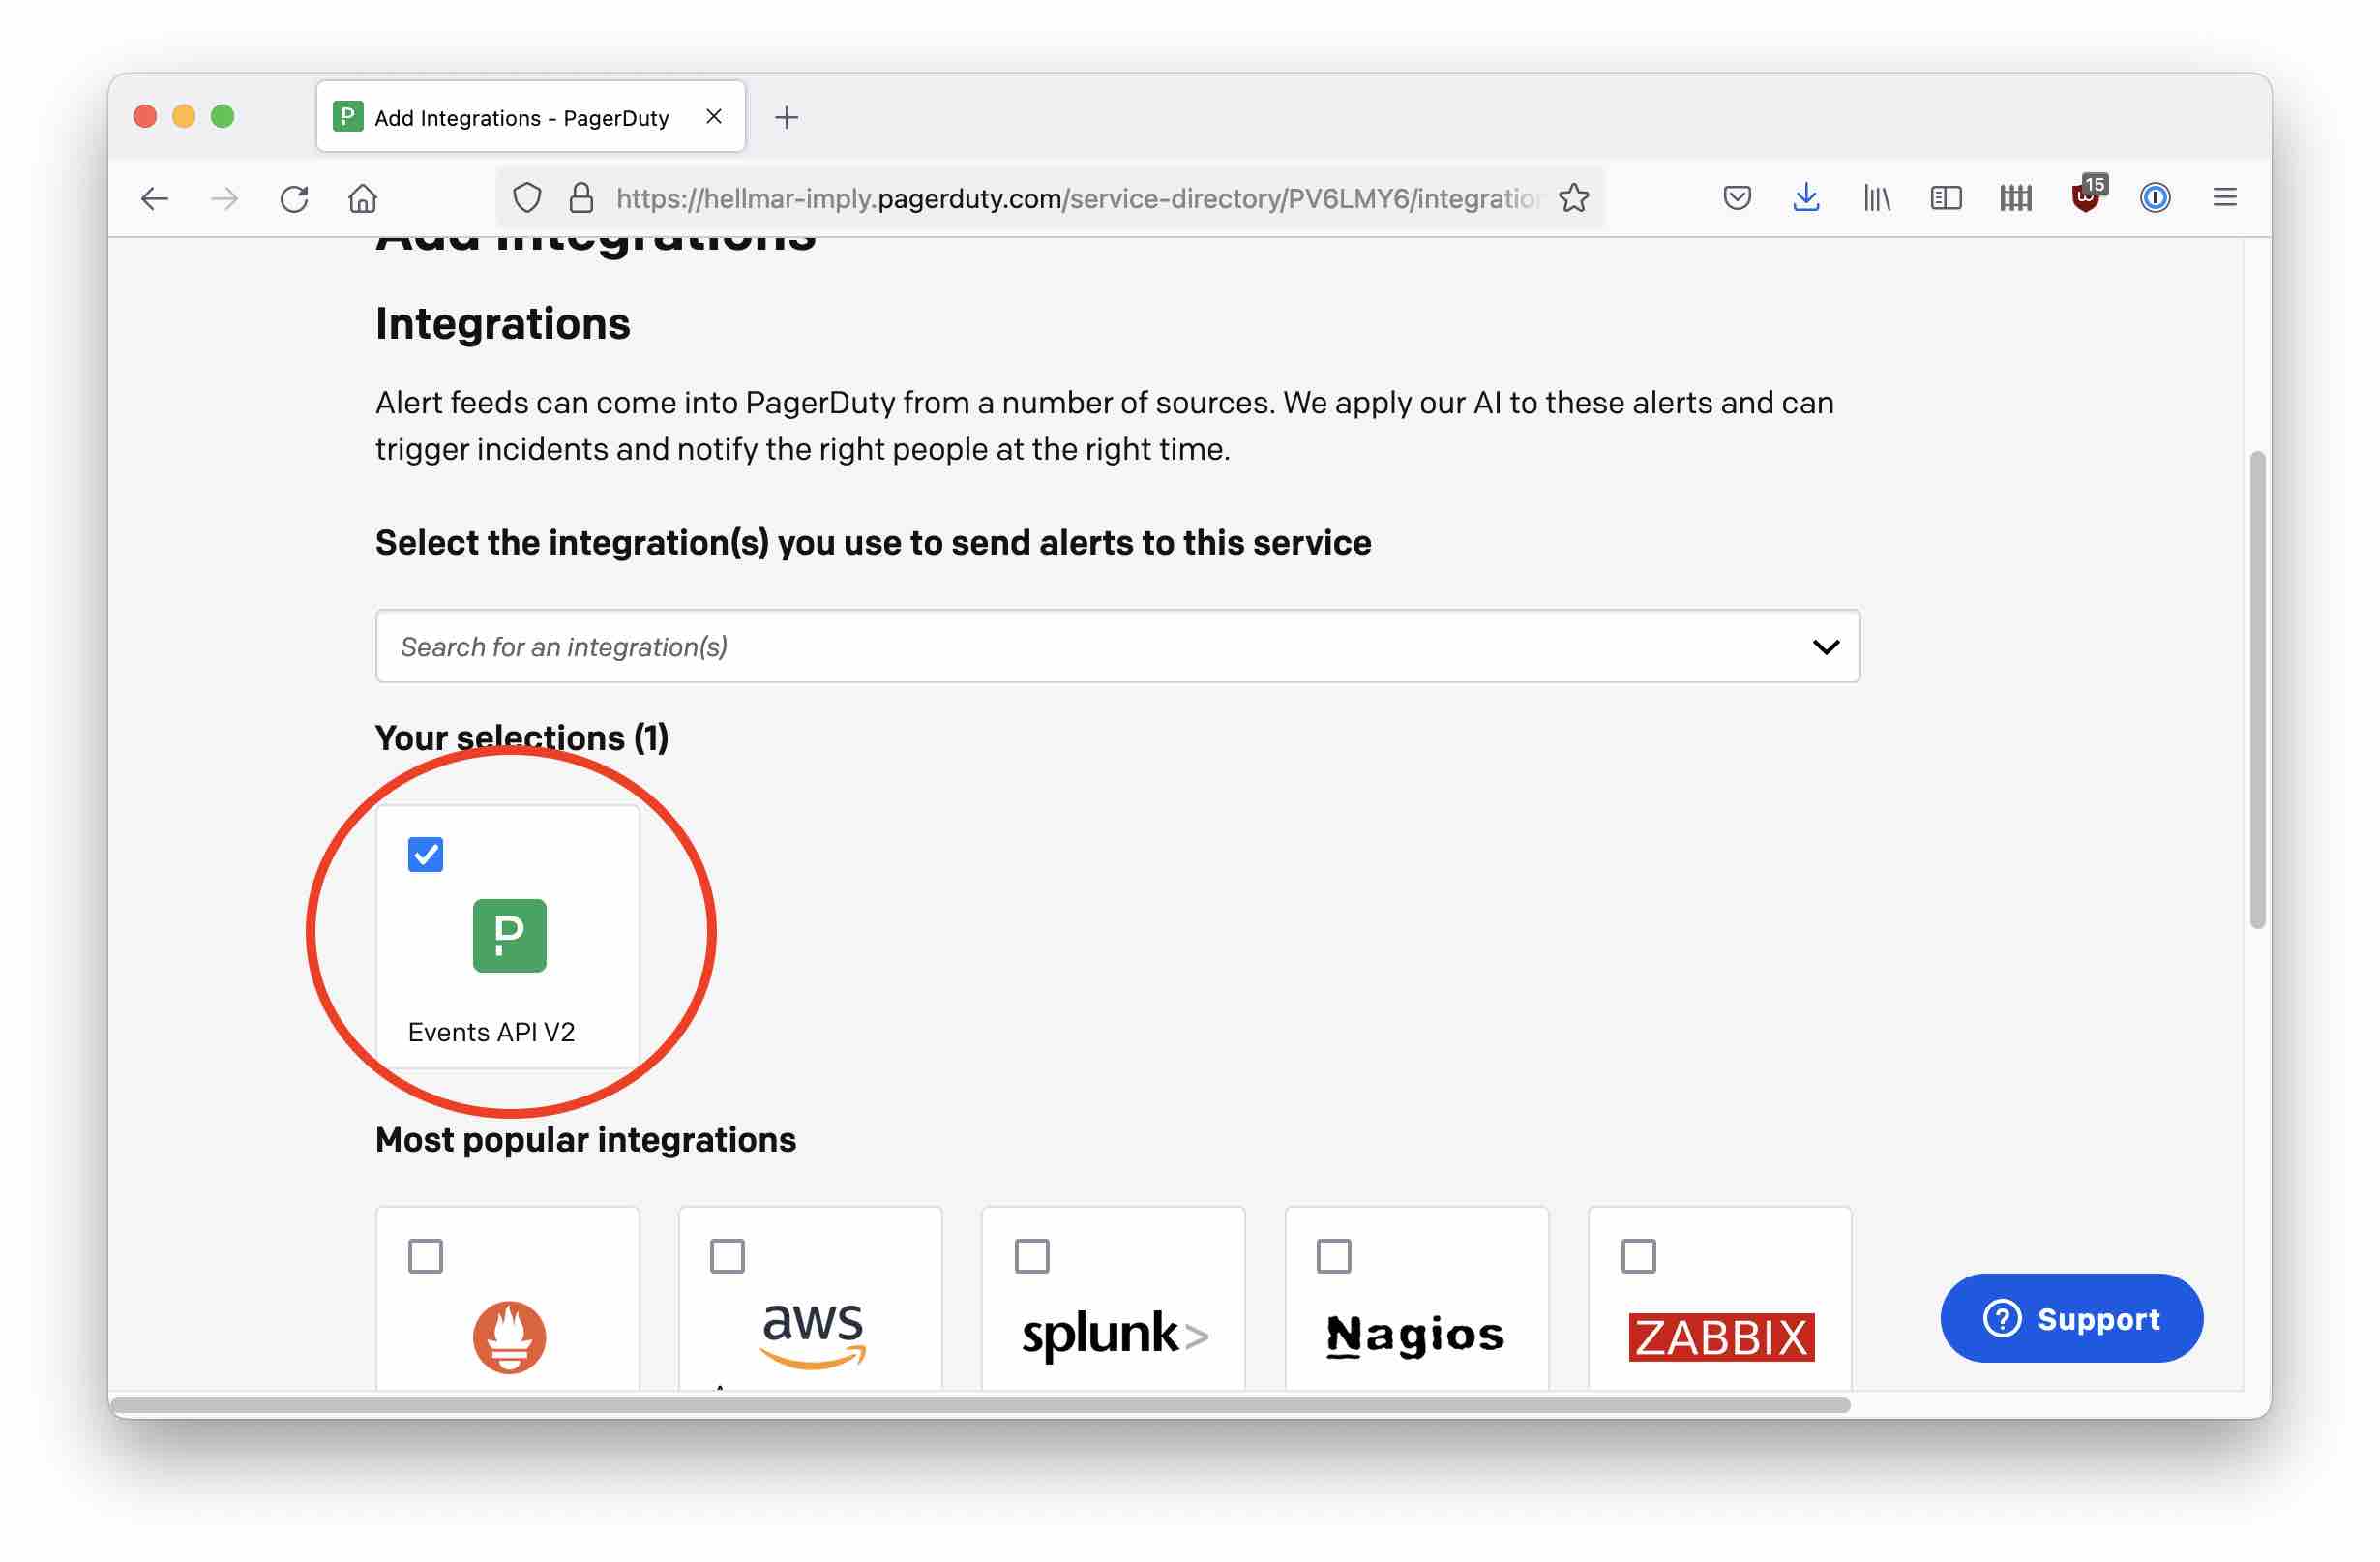 Add Integrations - PagerDuty
https://hellmar-imply.pagerduty.com/service-directory/PV6LMY6/integration
15
Add Integrations
Integrations
Alert feeds can come into PagerDuty from a number of sources. We apply our AI to these alerts and can
trigger incidents and notify the right people at the right time.
Select the integration(s) you use to send alerts to this service
Search for an integration(s)
Your selections (1)
P
Events API V2
Most popular integrations
aws
splunk>
Nagios
ZABBIX
? Support